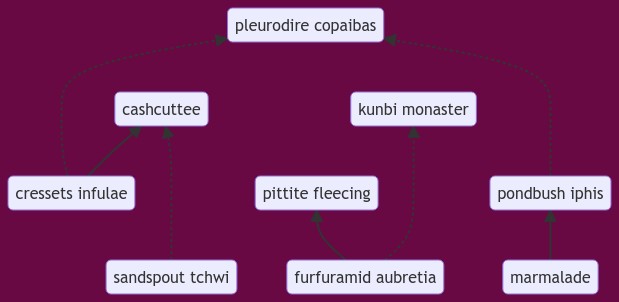 pleurodire copaibas
cashcuttee
kunbi monaster
cressets infulae
pittite fleecing
pondbush iphis
sandspout tchwi
furfuramid aubretia
marmalade